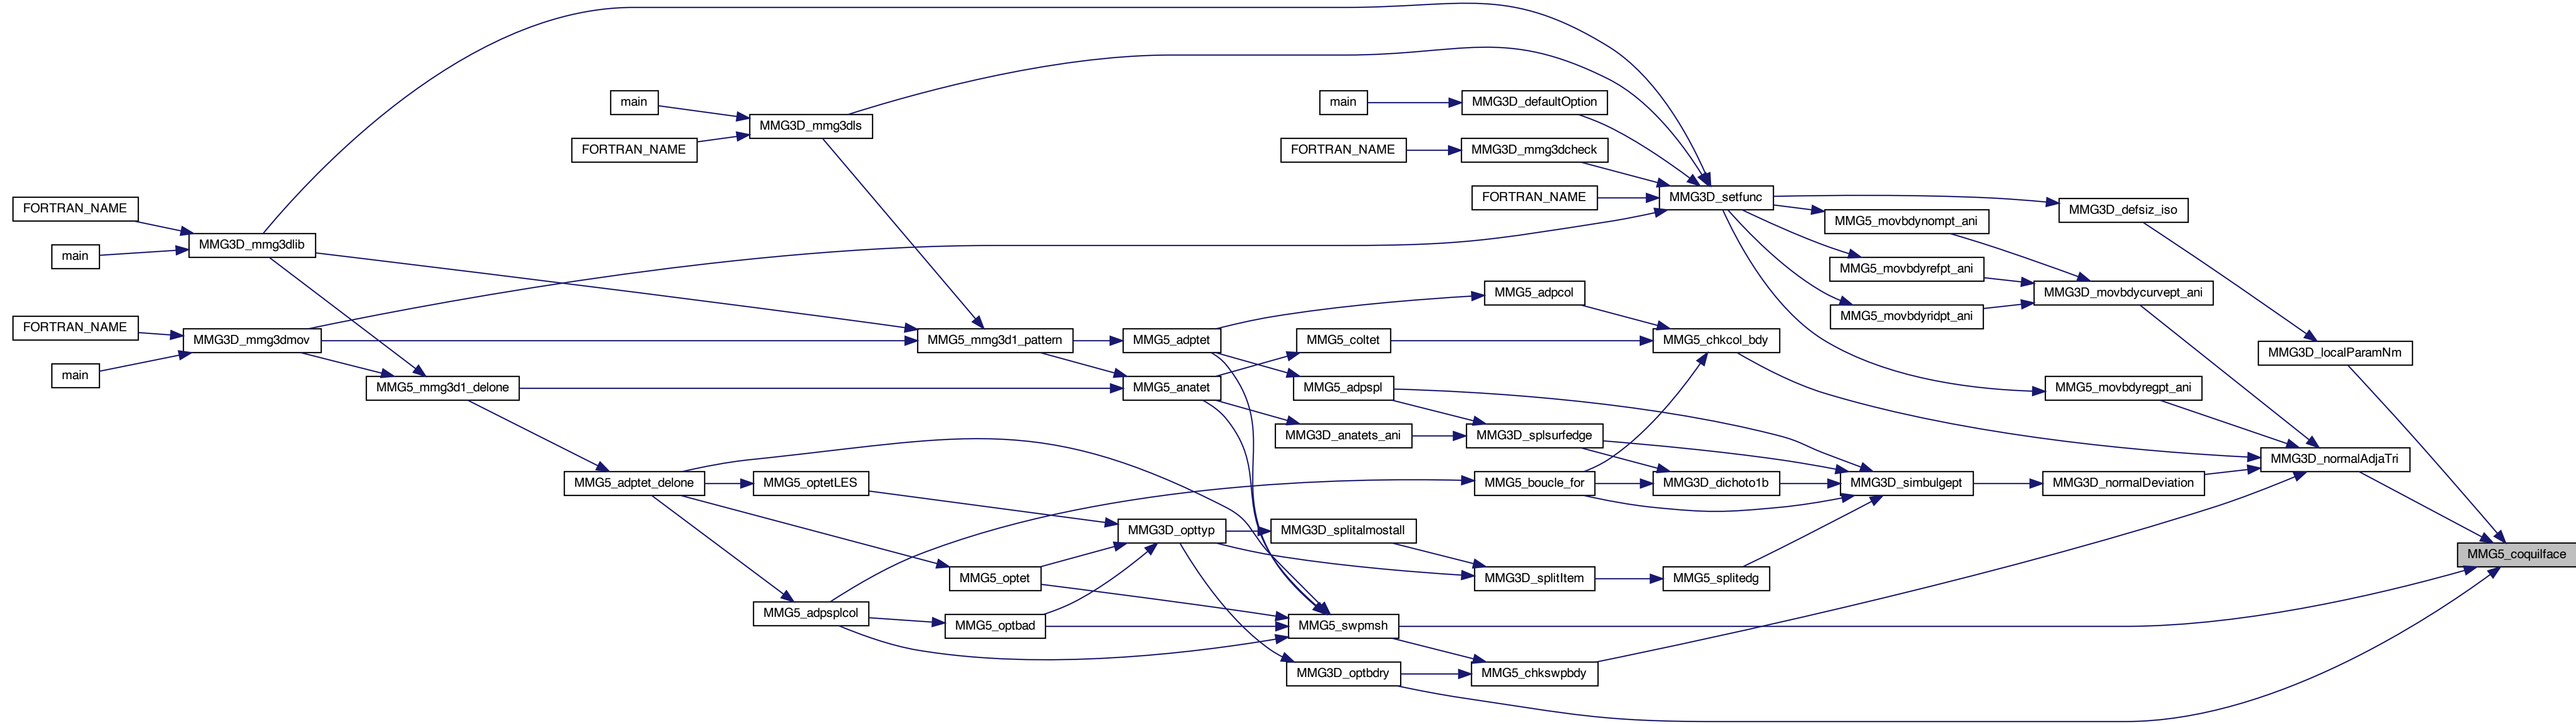 main
MMG3D_defaultOption
main
MMG3D_mmg3dls
FORTRAN_NAME
FORTRAN_NAME
MMG3D_mmg3dcheck
FORTRAN_NAME
MMG3D_setfunc
FORTRAN_NAME
MMG3D_defsiz_iso
MMG5_movbdynompt_ani
MMG3D_mmg3dlib
main
MMG5_movbdyrefpt_ani
MMG5_adpcol
MMG3D_movbdycurvept_ani
MMG5_movbdyridpt_ani
FORTRAN_NAME
MMG3D_mmg3dmov
MMG5_mmg3d1_pattern
MMG5_adptet
MMG5_coltet
MMG5_chkcol_bdy
MMG3D_localParamNm
main
MMG5_mmg3d1_delone
MMG5_anatet
MMG5_adpspl
MMG5_movbdyregpt_ani
MMG3D_anatets_ani
MMG3D_splsurfedge
MMG3D_normalAdjaTri
MMG5_adptet_delone
MMG5_optetLES
MMG5_boucle_for
MMG3D_dichoto1b
MMG3D_simbulgept
MMG3D_normalDeviation
MMG3D_opttyp
MMG3D_splitalmostall
MMG5_coquilface
MMG5_optet
MMG3D_splitItem
MMG5_splitedg
MMG5_adpsplcol
MMG5_optbad
MMG5_swpmsh
MMG3D_optbdry
MMG5_chkswpbdy